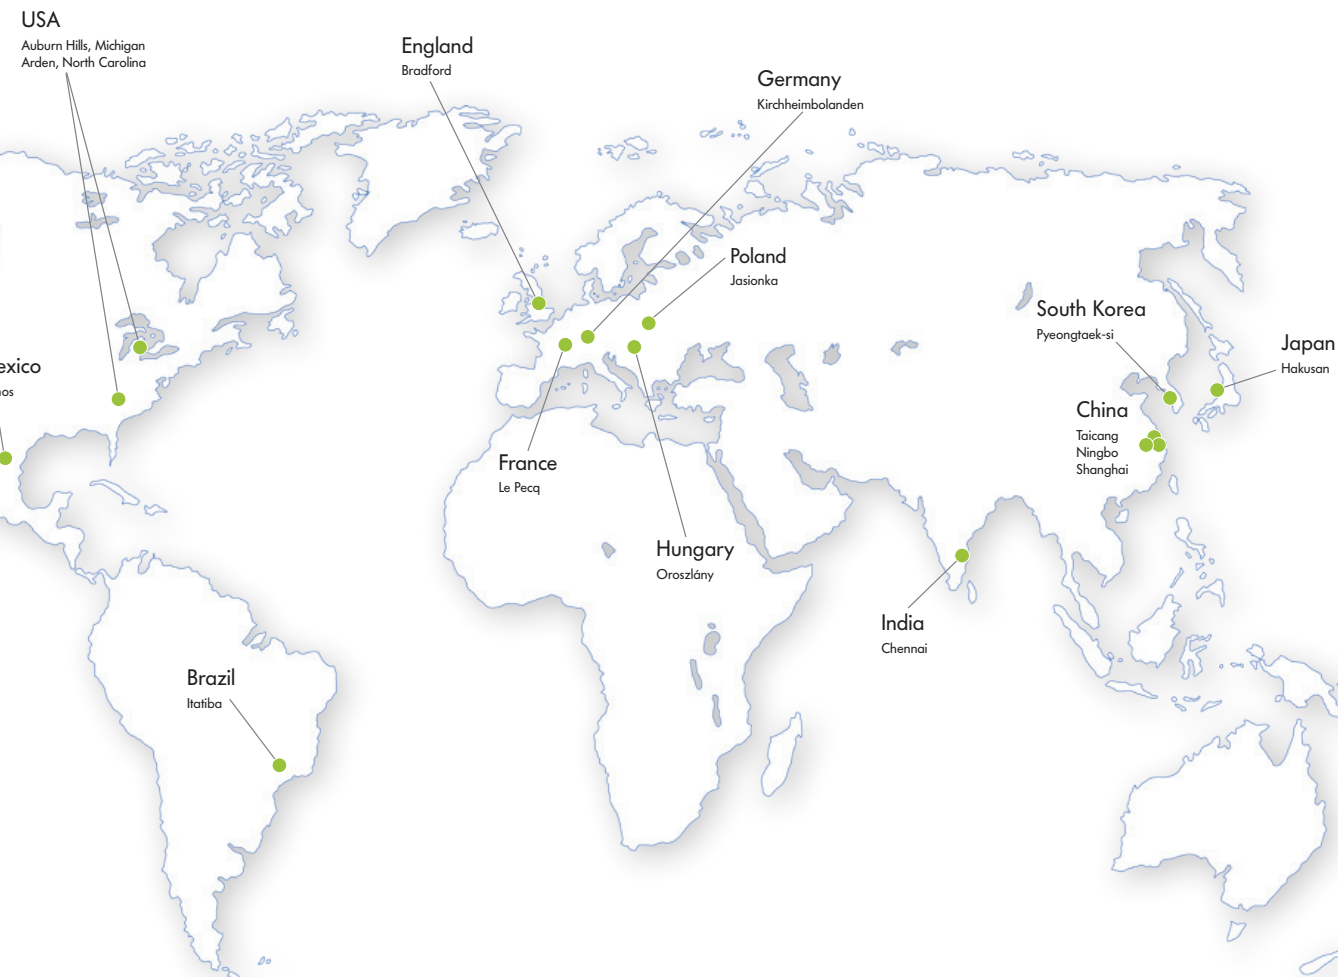 USA
Auburn Hills, Michigan
Arden, North Carolina
England
Bradford
Germany
Kirchheimbolanden
Poland
Jasionka
South Korea
Pyeongtaek-si
Japan
Hakusan
exico
os
China
Taicang
Ningbo
Shanghai
France
Le Pecq
Hungary
Oroszlány
India
Chennai
Brazil
Itatiba